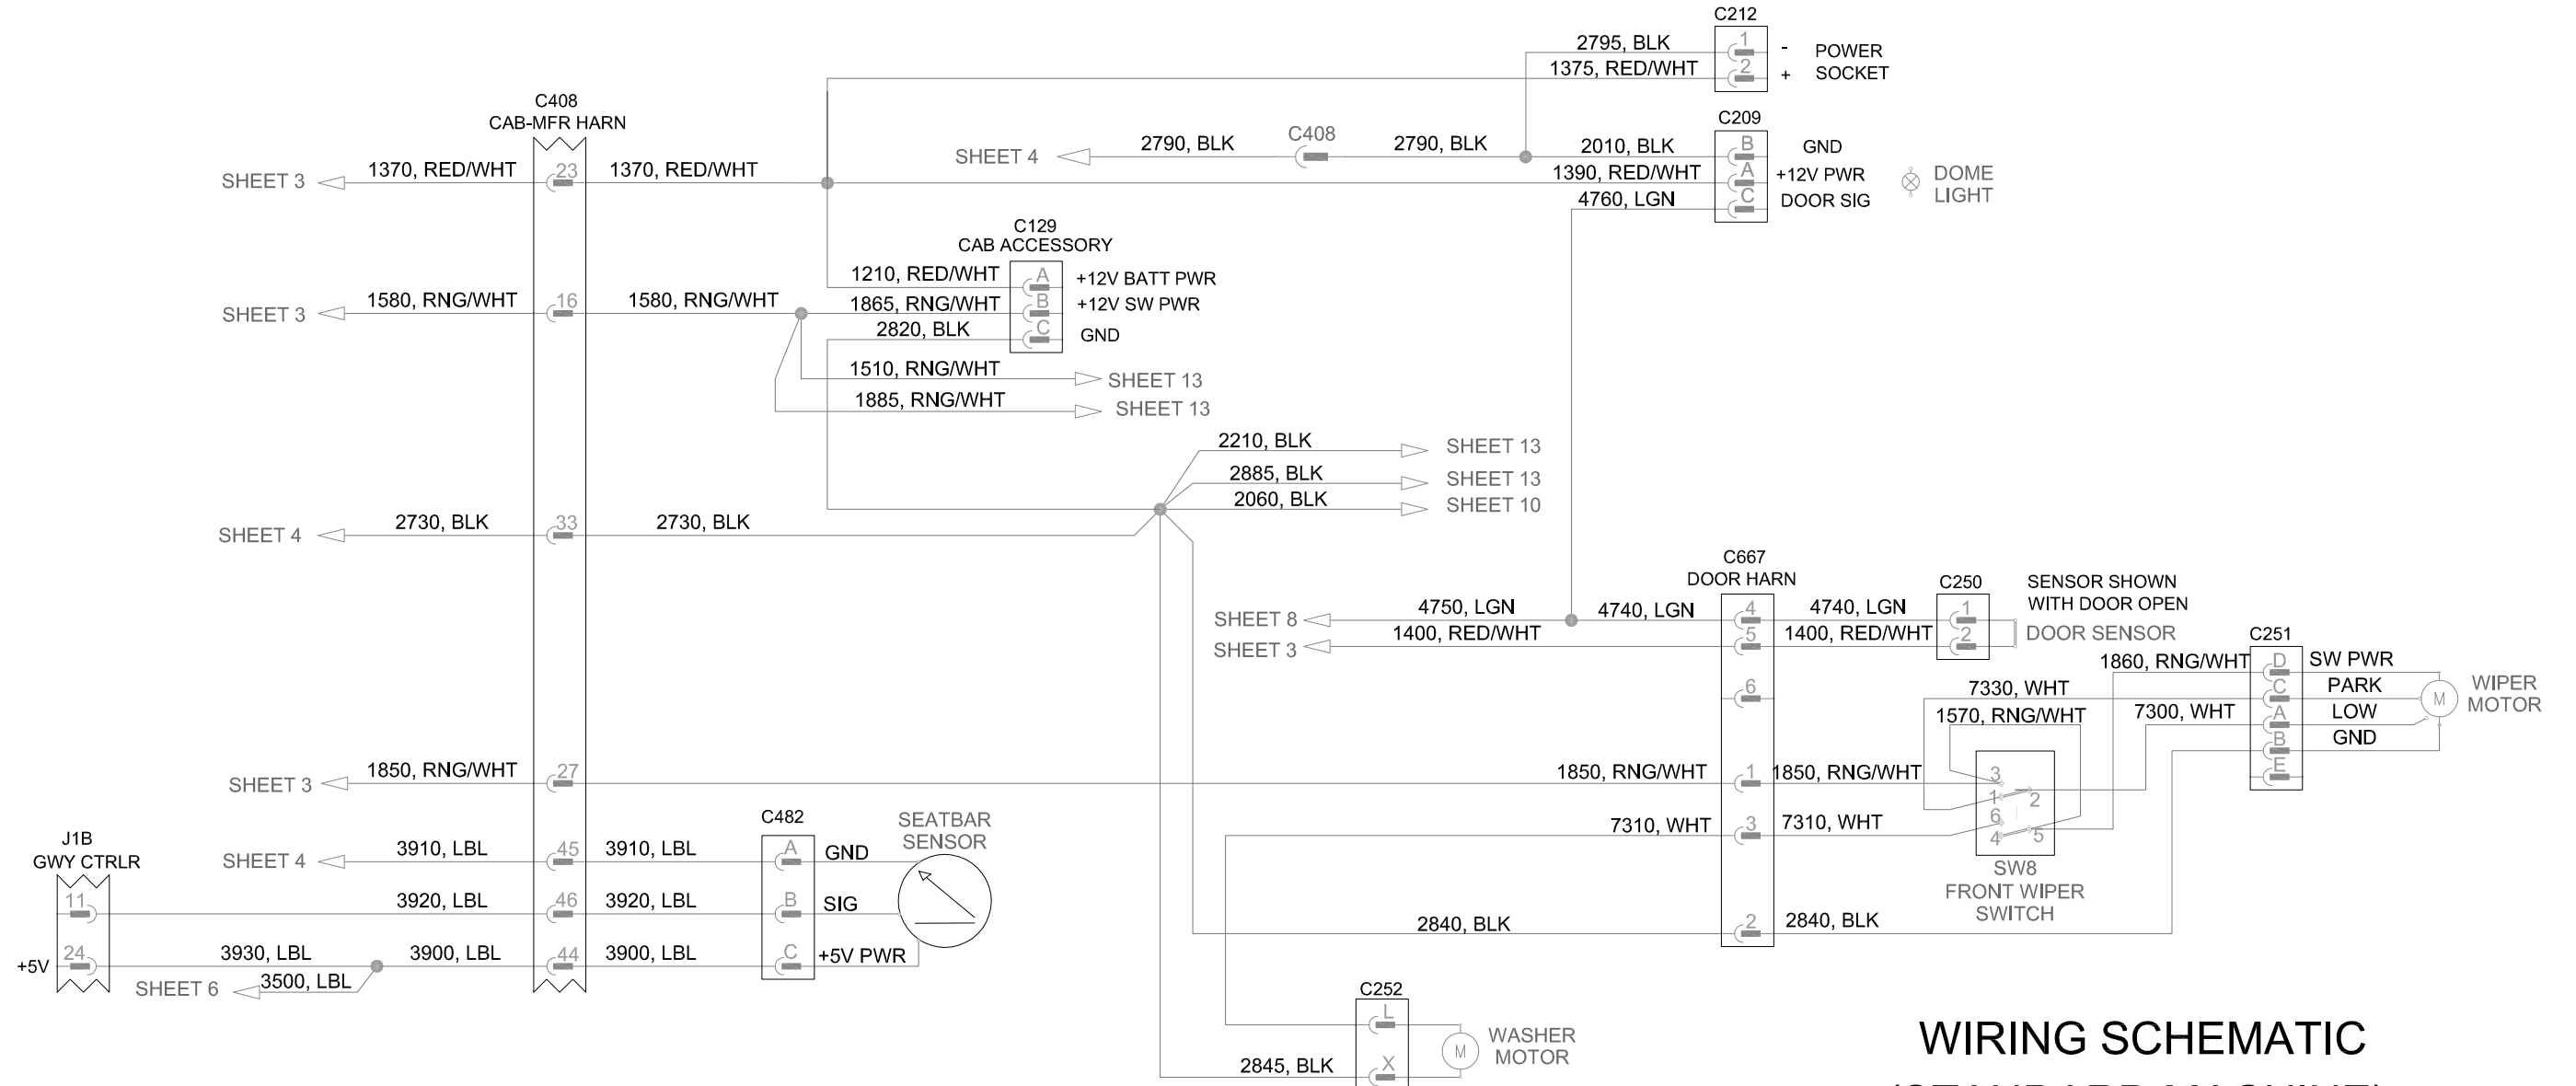 C212
2795, BLK
1
-
POWER
1375, RED/WHT
2
+
SOCKET
C408
CAB-MFR HARN
C209
SHEET 4
2790, BLK
C408
2790, BLK
2010, BLK
B
GND
SHEET 3
1370, RED/WHT
23
1370, RED/WHT
1390, RED/WHT
A
+12V PWR
DOME
LIGHT
4760, LGN
C
DOOR SIG
C129
CAB ACCESSORY
1210, RED/WHT
A
+12V BATT PWR
SHEET 3
1580, RNG/WHT
16
1580, RNG/WHT
1865, RNG/WHT
B
+12V SW PWR
2820, BLK
C
GND
1510, RNG/WHT
SHEET 13
1885, RNG/WHT
SHEET 13
2210, BLK
SHEET 13
2885, BLK
SHEET 13
2060, BLK
SHEET 10
SHEET 4
2730, BLK
33
2730, BLK
C667
DOOR HARN
C250
SENSOR SHOWN
WITH DOOR OPEN
SHEET 8
4750, LGN
4740, LGN
4
4740, LGN
1
SHEET 3
1400, RED/WHT
5
1400, RED/WHT
2
DOOR SENSOR
C251
1860, RNG/WHT
D
SW PWR
6
7330, WHT
C
PARK
WIPER
MOTOR
M
1570, RNG/WHT
7300, WHT
A
LOW
B
GND
E
SHEET 3
1850, RNG/WHT
27
1850, RNG/WHT
1
1850, RNG/WHT
3
1
2
6
4
5
7310, WHT
3
7310, WHT
SW8
FRONT WIPER
SWITCH
C482
SEATBAR
SENSOR
J1B
GWY CTRLR
SHEET 4
3910, LBL
45
3910, LBL
A
GND
11
3920, LBL
46
3920, LBL
B
SIG
2840, BLK
2
2840, BLK
+5V
24
3930, LBL
3900, LBL
44
3900, LBL
C
+5V PWR
SHEET 6
3500, LBL
C252
L
WASHER
MOTOR
M
2845, BLK
X
WIRING SCHEMATIC